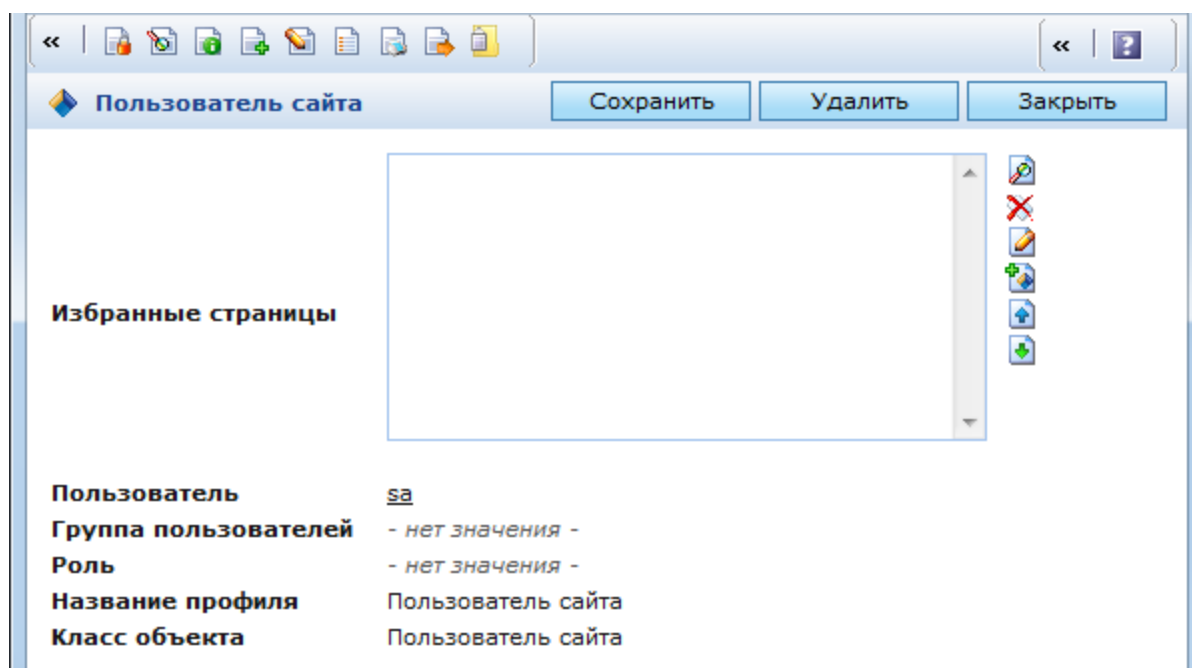 «
« ?
Пользователь сайта Сохранить Удалить Закрыть
Избранные страницы
Пользователь sa
Группа пользователей - нет значения -
Роль - нет значения -
Название профиля Пользователь сайта
Класс объекта Пользователь сайта